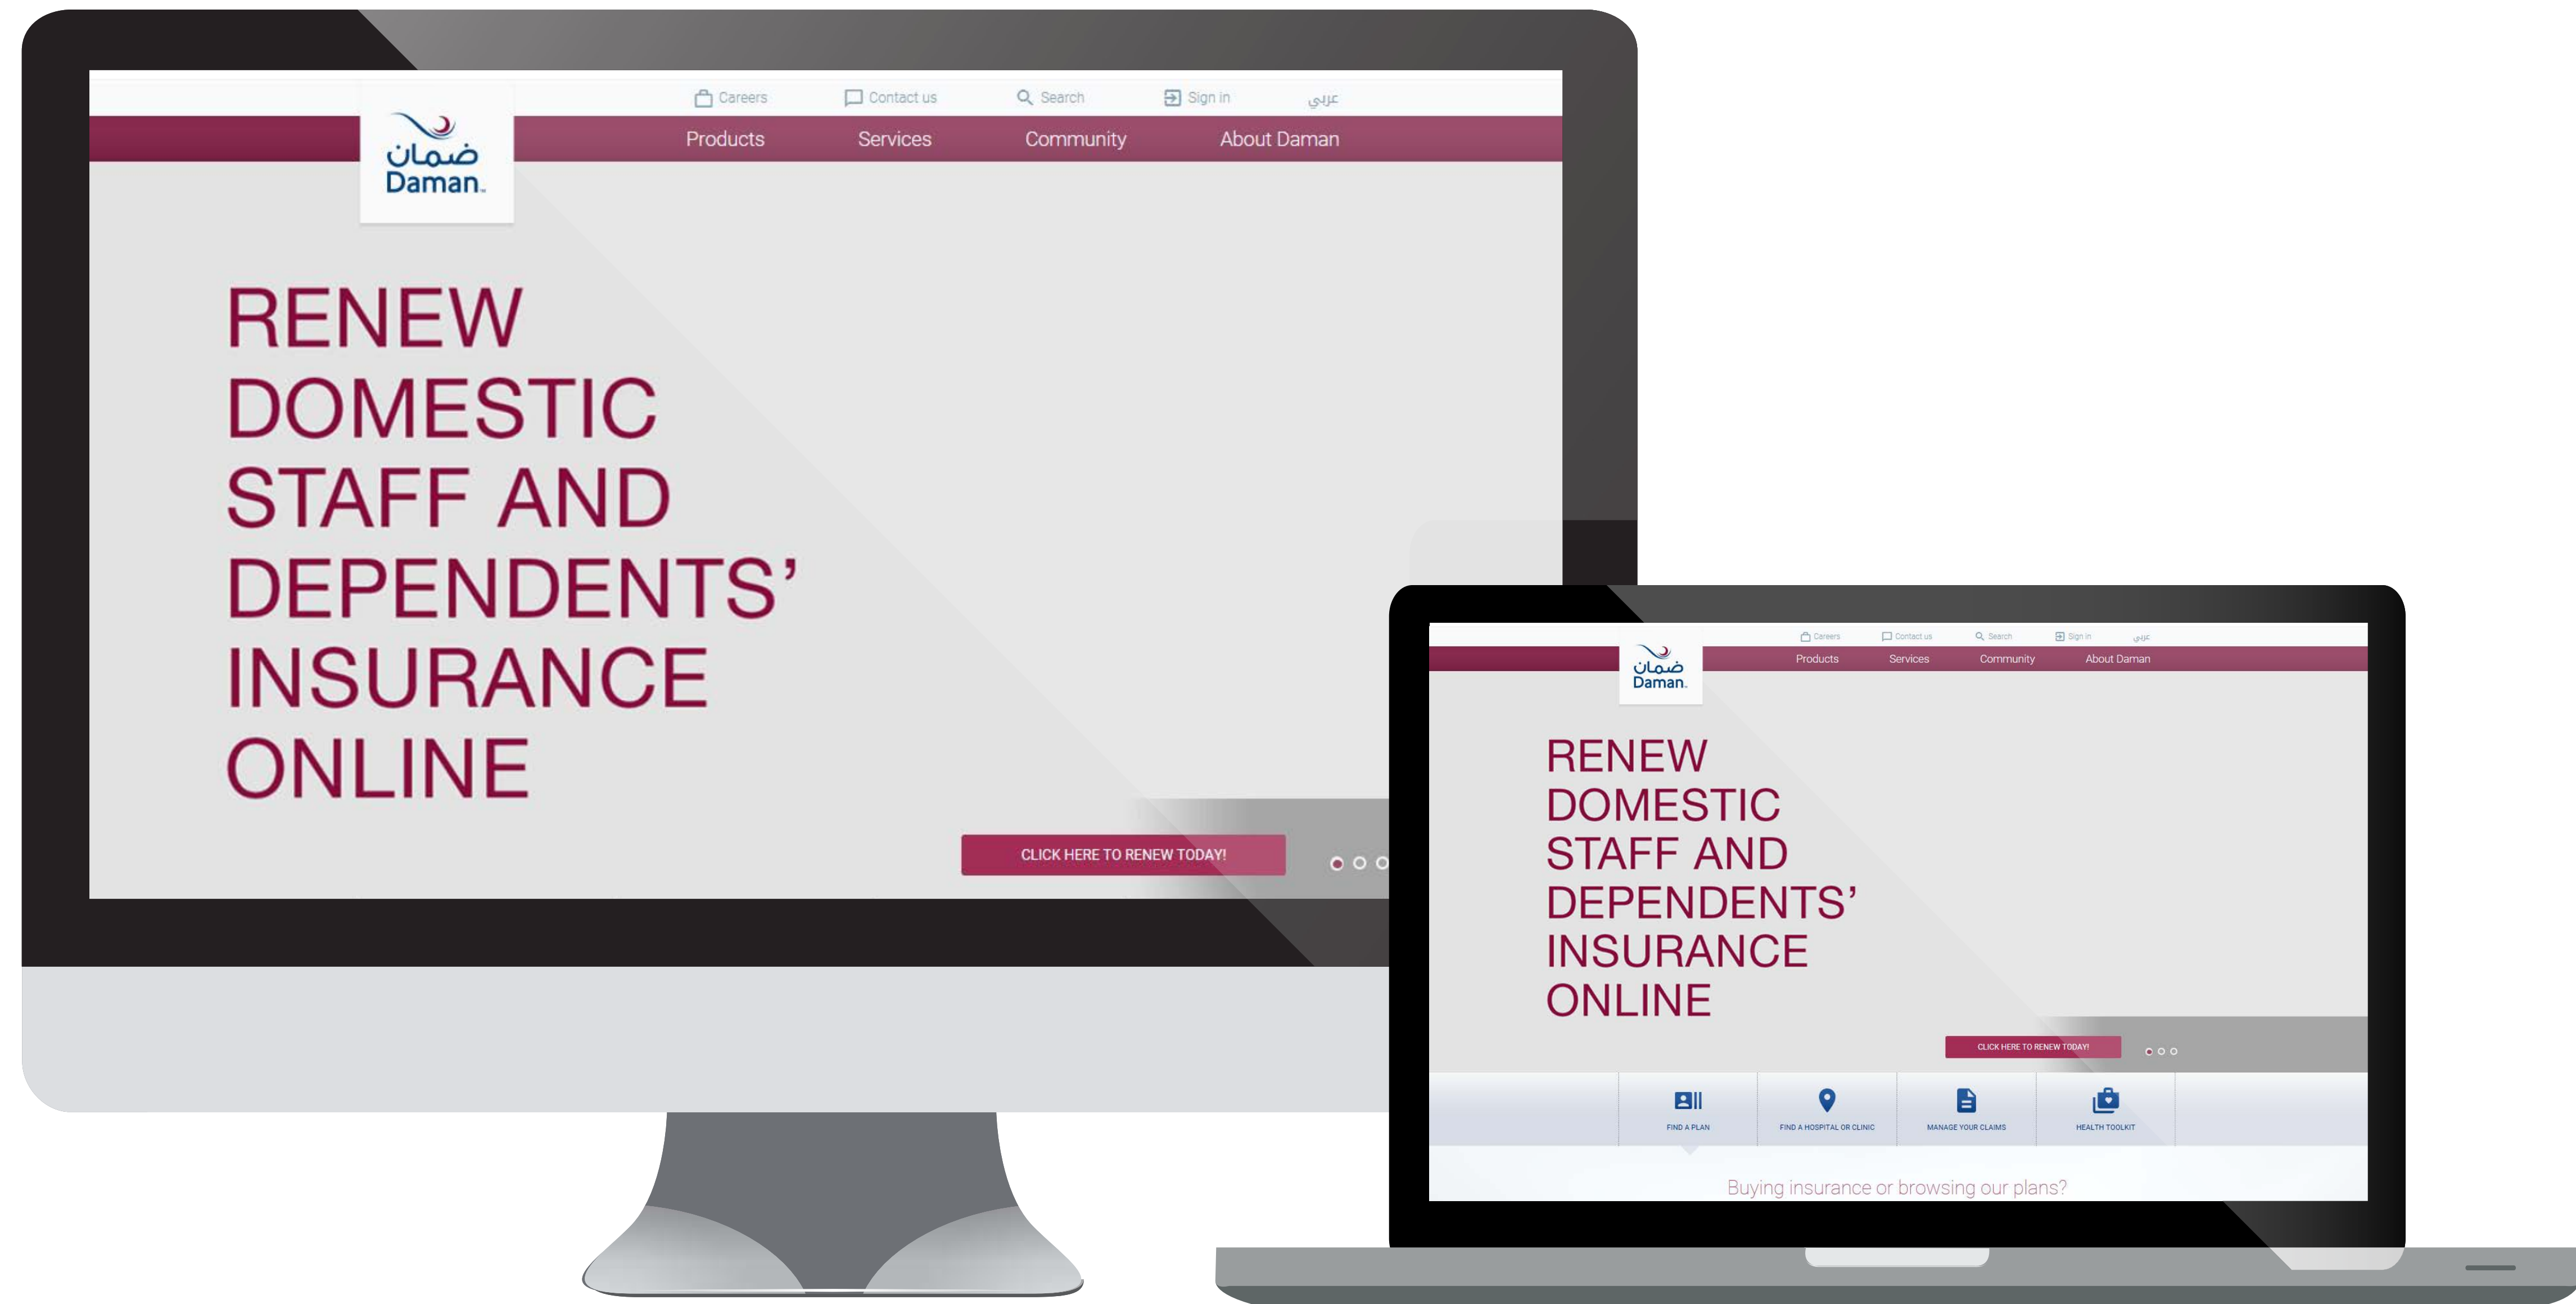 Careers Contact us Search Sign in عربي
Products Services Community About Daman
ضمان
Daman
RENEW
DOMESTIC
STAFF AND
DEPENDENTS’
INSURANCE
ONLINE
CLICK HERE TO RENEW TODAY!
Careers Contact us Search Sign in عربي
Products Services Community About Daman
ضمان
Daman
RENEW
DOMESTIC
STAFF AND
DEPENDENTS’
INSURANCE
ONLINE
CLICK HERE TO RENEW TODAY!
FIND A PLAN FIND A HOSPITAL OR CLINIC MANAGE YOUR CLAIMS HEALTH TOOLKIT
Buying insurance or browsing our plans?